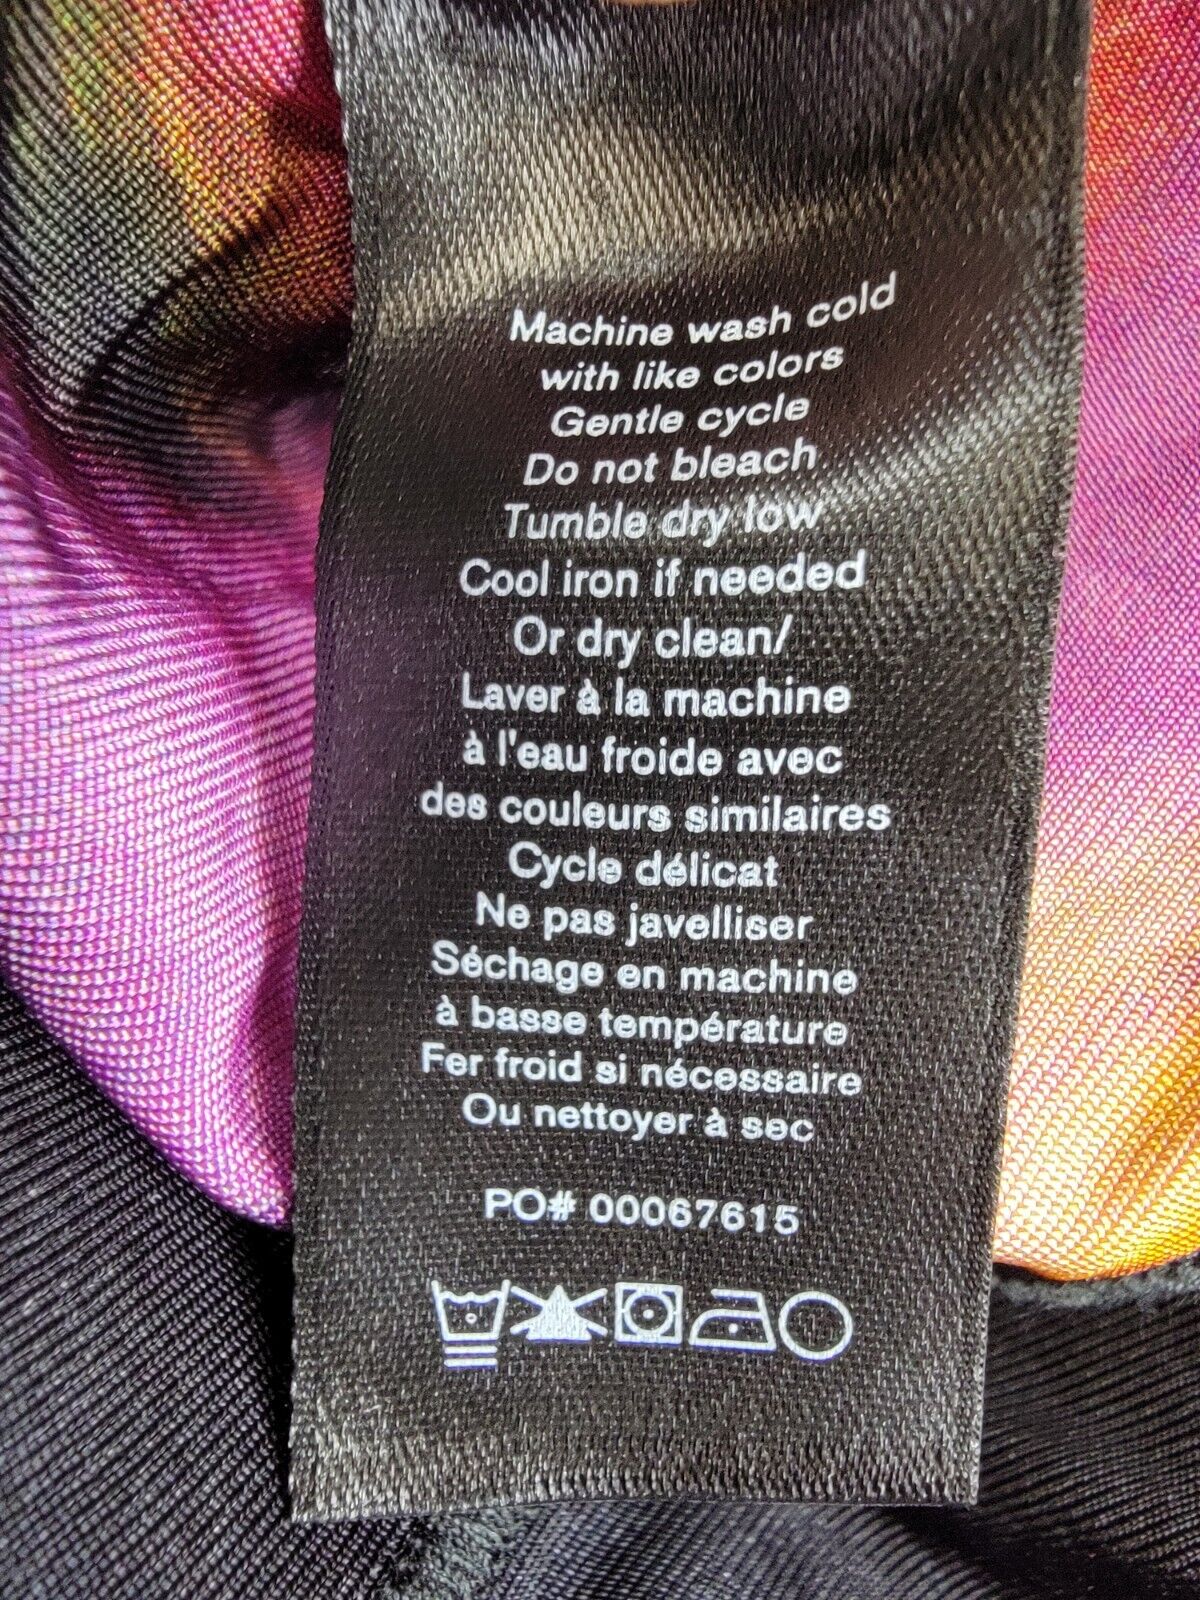 Machine wash cold
with like colors
Gentle cycle
Do not bleach
Tumble dry low
Cool iron if needed
Or dry clean/
Laver à la machine
à l'eau froide avec
des couleurs similaires
Cycle délicat
Ne pas javelliser
Séchage en machine
à basse température
Fer froid si nécessaire
Ou nettoyer à sec
PO# 00067615